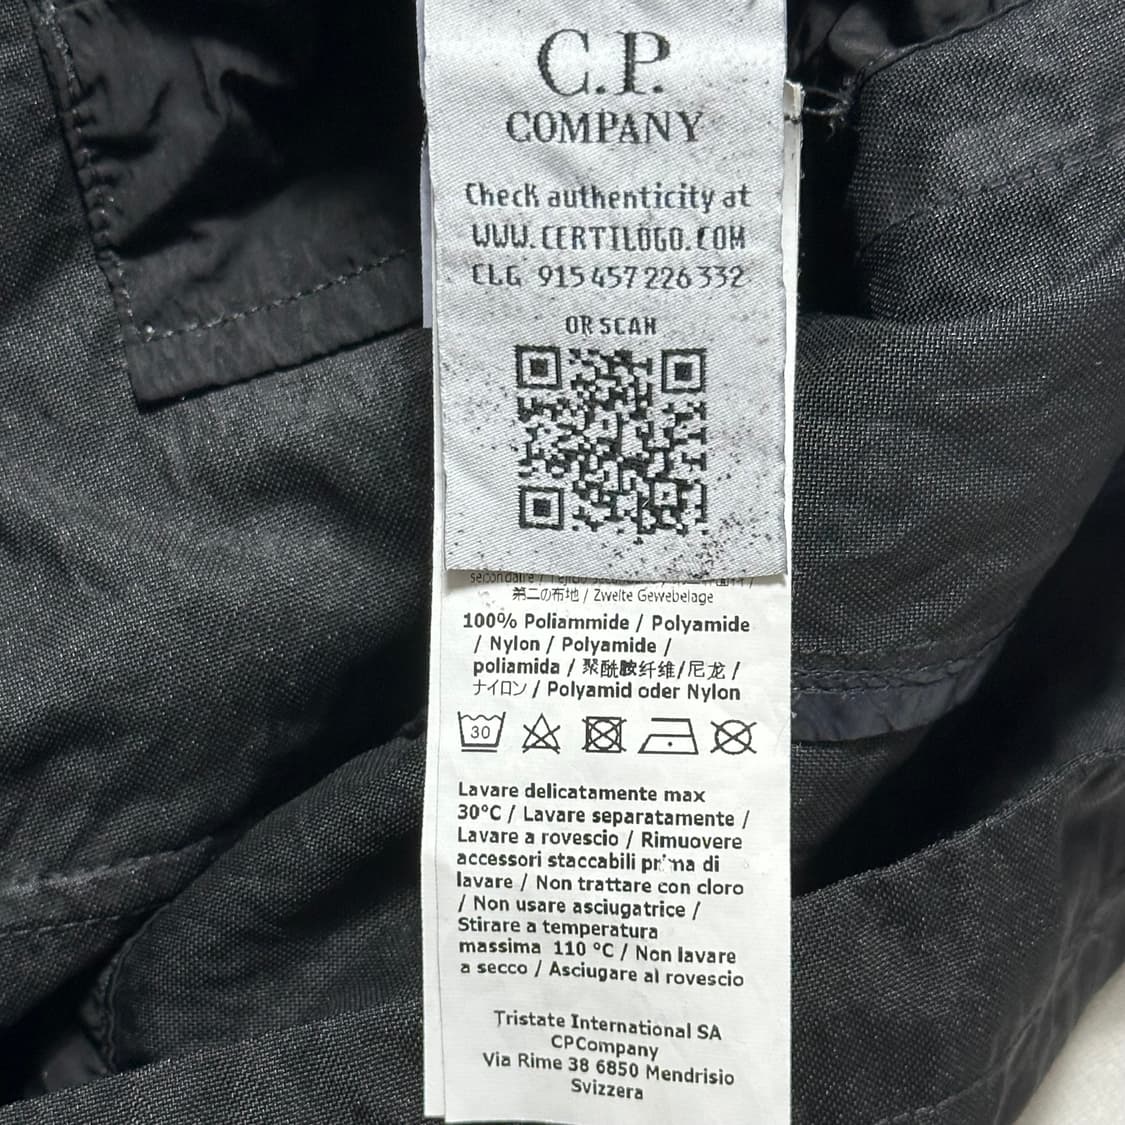 C.P.
COMPANY
Check authenticity at
WWW.CERTILOGO.COM
CLG 915 457 226 332
OR SCAN
第二の布地 / Zweite Gewebelage
100% Poliammide / Polyamide
/ Nylon / Polyamide /
poliamida / 聚酰胺纤维/尼龙 /
ナイロン / Polyamid oder Nylon
30
Lavare delicatamente max
30°C / Lavare separatamente /
Lavare a rovescio / Rimuovere
accessori staccabili prima di
lavare / Non trattare con cloro
/ Non usare asciugatrice /
Stirare a temperatura
massima 110 °C / Non lavare
a secco / Asciugare al rovescio
Tristate International SA
CPCompany
Via Rime 38 6850 Mendrisio
Svizzera